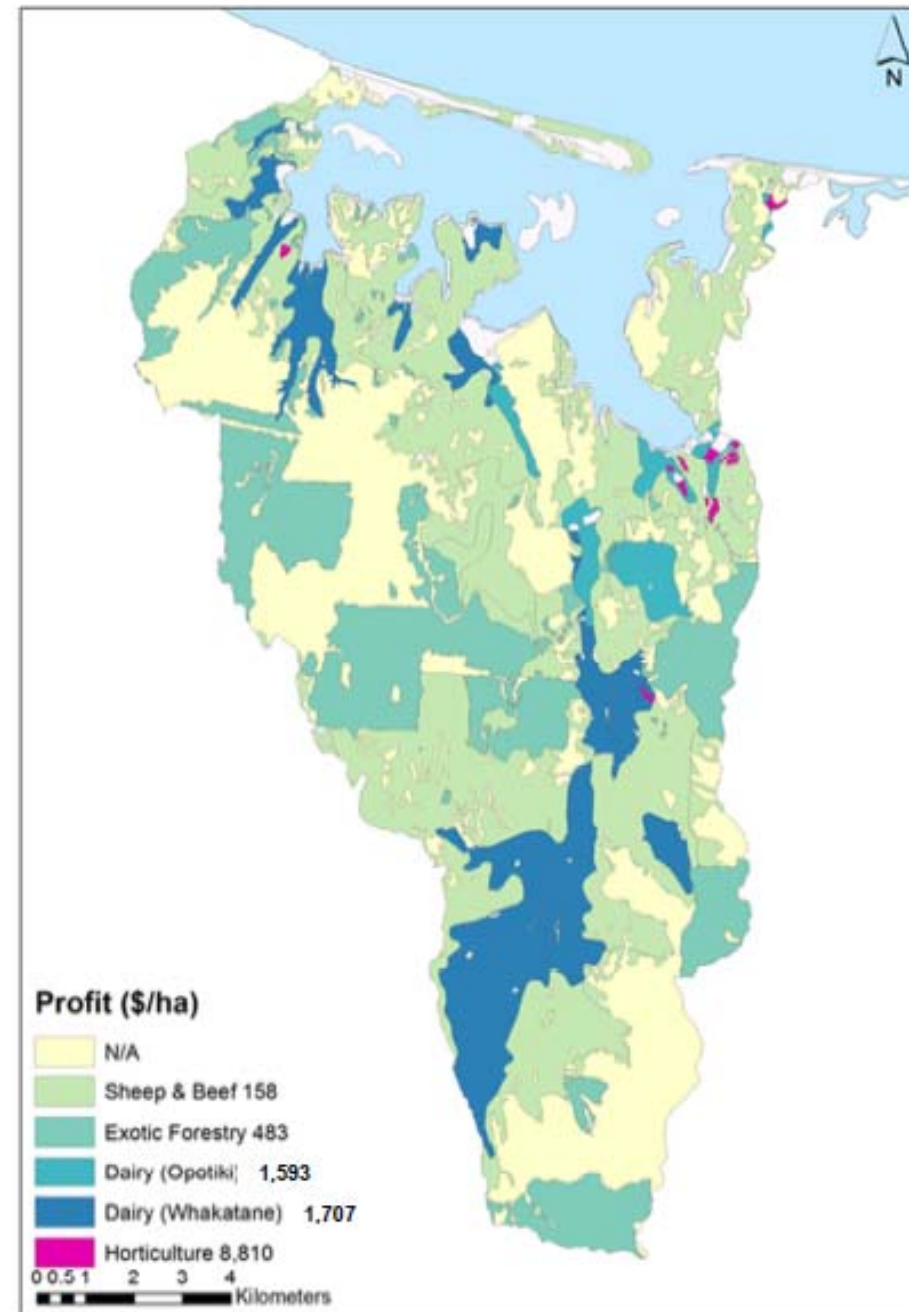 N
Profit ($/ha)
N/A
Sheep & Beef 158
Exotic Forestry 483
Dairy (Opotiki) 1,593
Dairy (Whakatane) 1,707
Horticulture 8,810
0 0.5 1 2 3 4
Kilometers